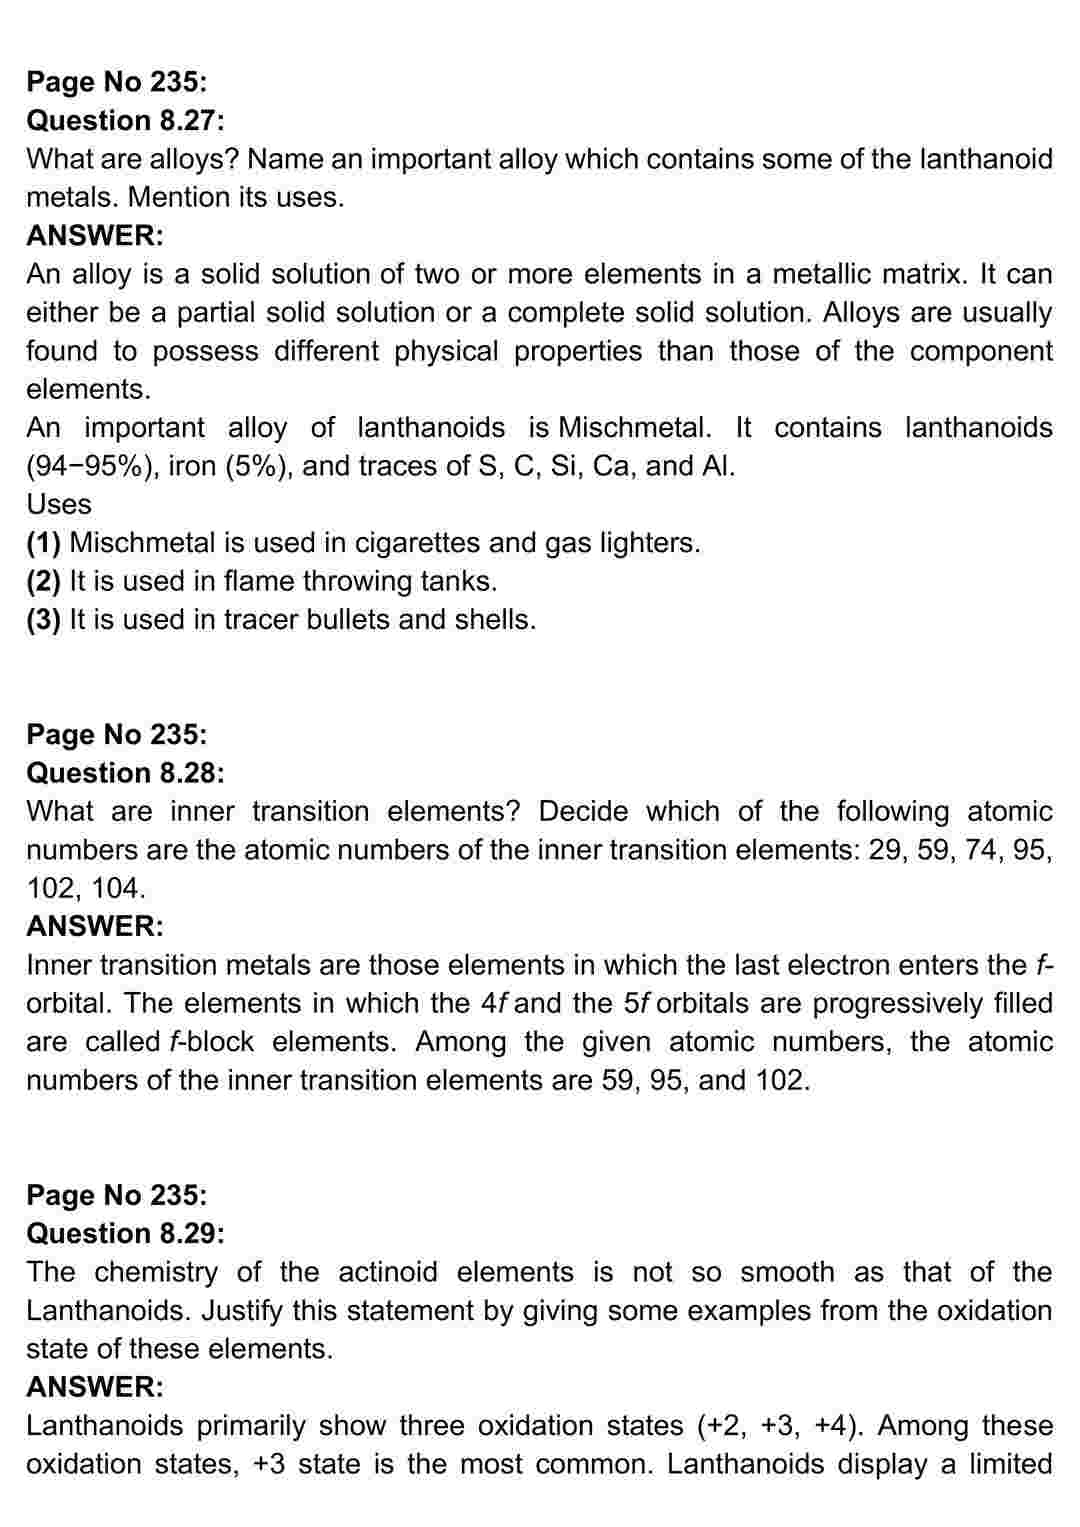 Page No 235:
Question 8.27:
What are alloys? Name an important alloy which contains some of the lanthanoid
metals. Mention its uses.
ANSWER:
An alloy is a solid solution of two or more elements in a metallic matrix. It can
either be a partial solid solution or a complete solid solution. Alloys are usually
found to possess different physical properties than those of the component
elements.
An important alloy of lanthanoids is Mischmetal. It contains lanthanoids
(94−95%), iron (5%), and traces of S, C, Si, Ca, and Al.
Uses
(1) Mischmetal is used in cigarettes and gas lighters.
(2) It is used in flame throwing tanks.
(3) It is used in tracer bullets and shells.
Page No 235:
Question 8.28:
What are inner transition elements? Decide which of the following atomic
numbers are the atomic numbers of the inner transition elements: 29, 59, 74, 95,
102, 104.
ANSWER:
Inner transition metals are those elements in which the last electron enters the f-
orbital. The elements in which the 4f and the 5f orbitals are progressively filled
are called f-block elements. Among the given atomic numbers, the atomic
numbers of the inner transition elements are 59, 95, and 102.
Page No 235:
Question 8.29:
The chemistry of the actinoid elements is not so smooth as that of the
Lanthanoids. Justify this statement by giving some examples from the oxidation
state of these elements.
ANSWER:
Lanthanoids primarily show three oxidation states (+2, +3, +4). Among these
oxidation states, +3 state is the most common. Lanthanoids display a limited